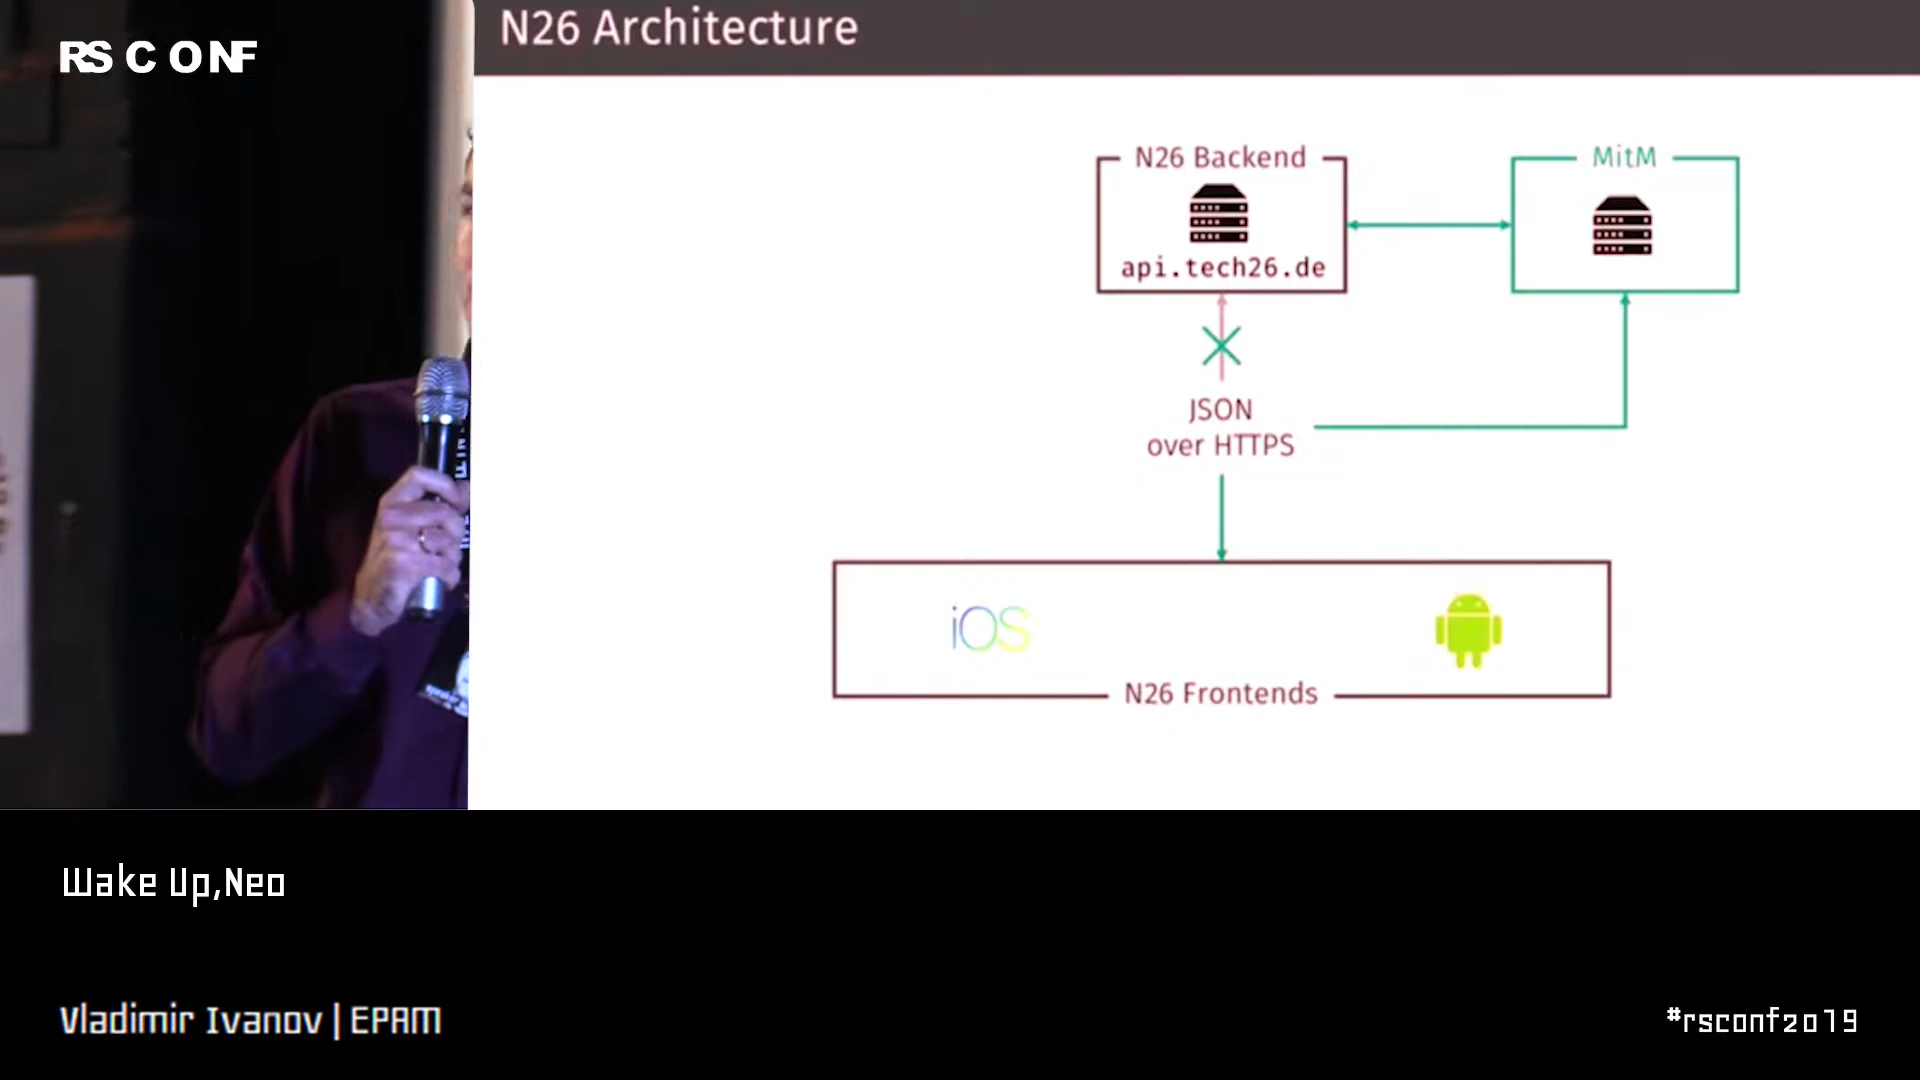 RS CONF
N26 Architecture
N26 Backend
api.tech26.de
MitM
JSON
over HTTPS
iOS
N26 Frontends
Wake Up,Neo
Vladimir Ivanov | EPAM
#rsconf2019